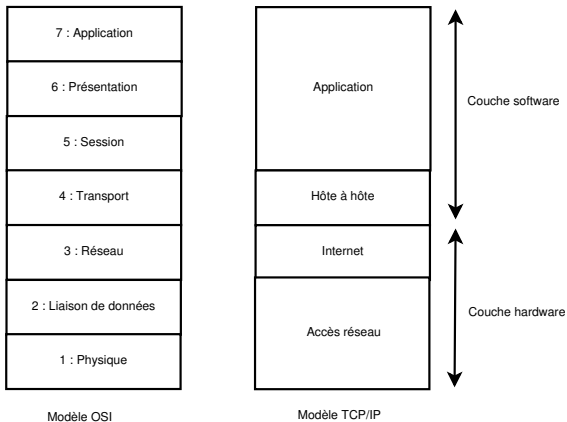 7 : Application
6 : Présentation
5 : Session
4 : Transport
3 : Réseau
2 : Liaison de données
1 : Physique
Modèle OSI
Application
Hôte à hôte
Internet
Accès réseau
Modèle TCP/IP
Couche software
Couche hardware